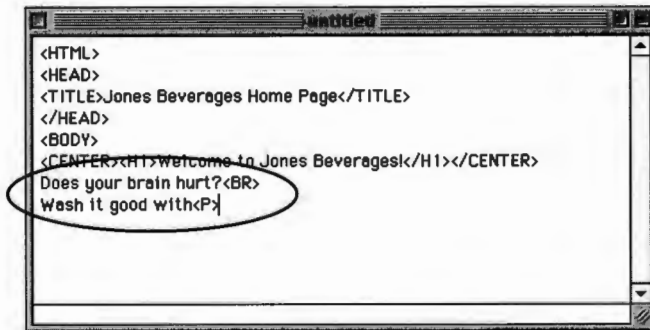 untitled
<HTML>
<HEAD>
<TITLE>Jones Beverages Home Page</TITLE>
</HEAD>
<BODY>
<CENTER><H1>Welcome to Jones Beverages!</H1></CENTER>
Does your brain hurt?<BR>
Wash it good with<P>